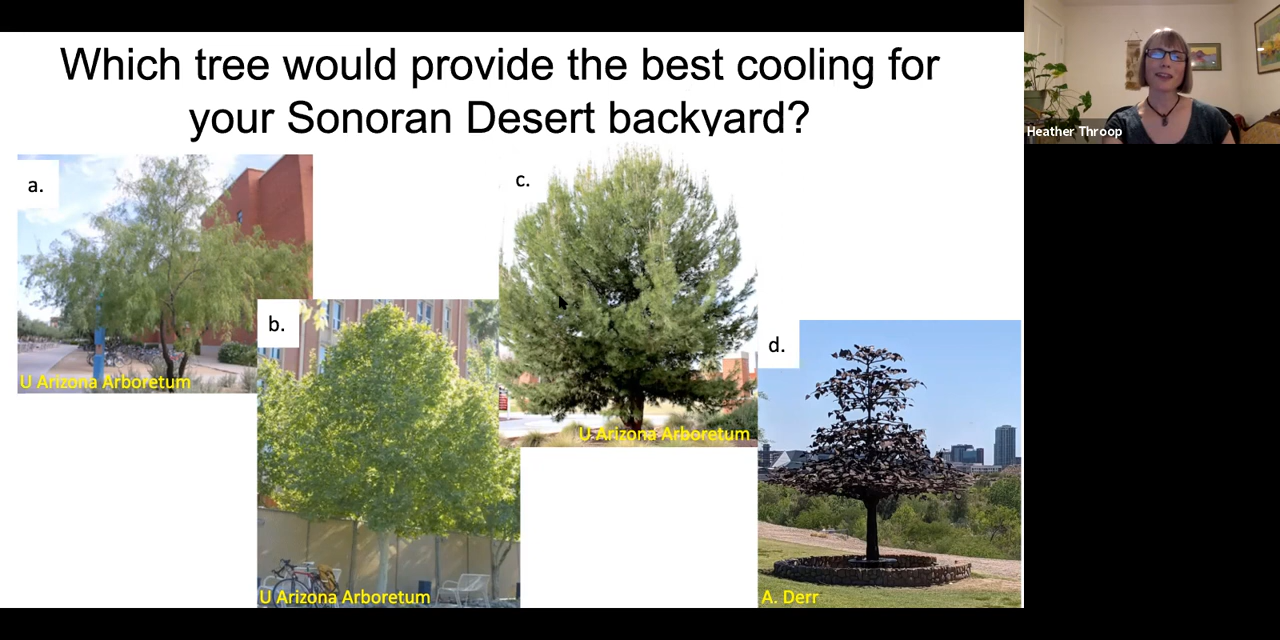 Which tree would provide the best cooling for
your Sonoran Desert backyard?
a.
U Arizona Arboretum
b.
U Arizona Arboretum
c.
U Arizona Arboretum
d.
A. Derr
Heather Throop